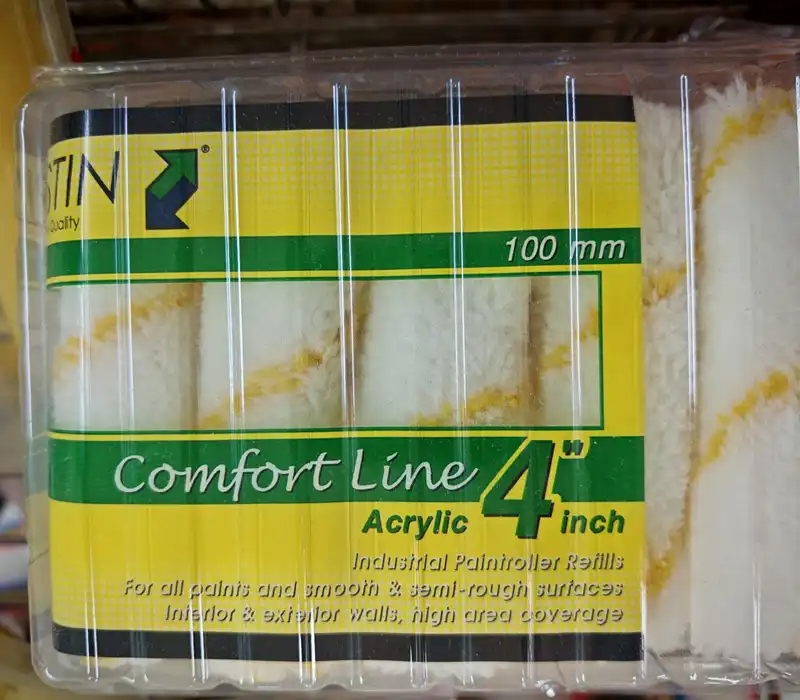 STIN ®
Quality
100 mm
Comfort Line 4"
Acrylic inch
Industrial Paintroller Refills
For all paints and smooth & semi-rough surfaces
Interior & exterior walls, high area coverage